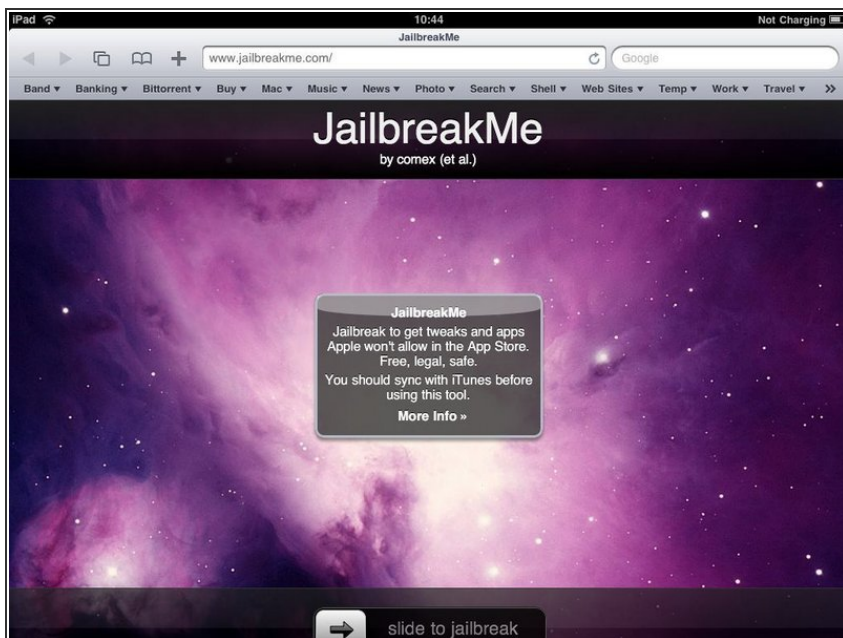 iPad 10:44 Not Charging
JailbreakMe
www.jailbreakme.com/ Google
Band ▾ Banking ▾ Bittorrent ▾ Buy ▾ Mac ▾ Music ▾ News ▾ Photo ▾ Search ▾ Shell ▾ Web Sites ▾ Temp ▾ Work ▾ Travel ▾ »
JailbreakMe
by comex (et al.)
JailbreakMe
Jailbreak to get tweaks and apps
Apple won't allow in the App Store.
Free, legal, safe.
You should sync with iTunes before
using this tool.
More Info »
slide to jailbreak